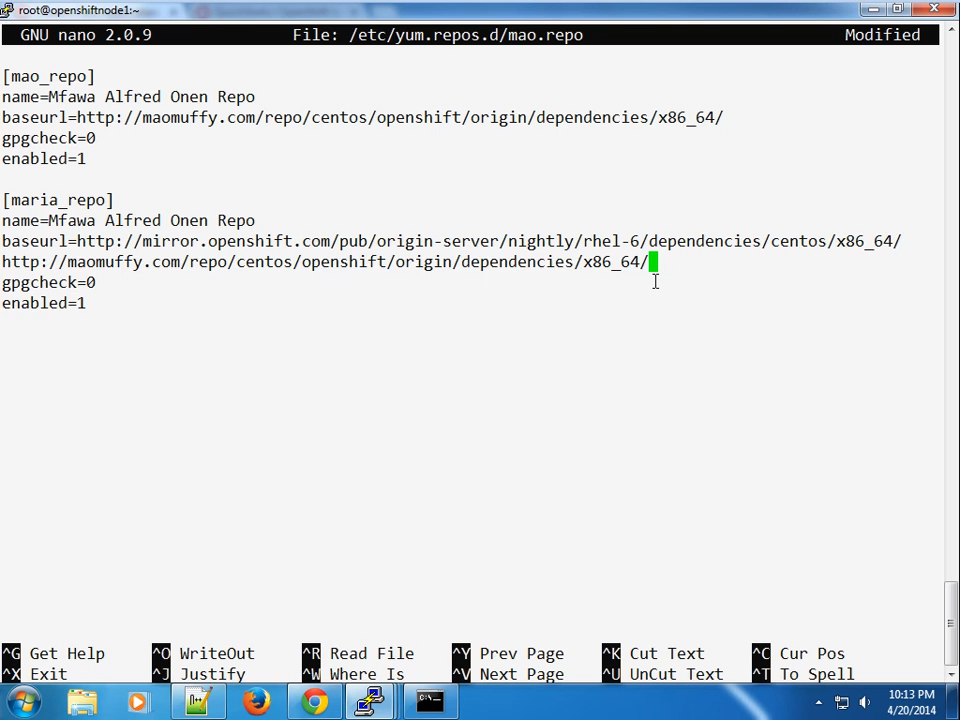 root@openshiftnode1:~
GNU nano 2.0.9 File: /etc/yum.repos.d/mao.repo Modified
[mao_repo]
name=Mfawa Alfred Onen Repo
baseurl=http://maomuffy.com/repo/centos/openshift/origin/dependencies/x86_64/
gpgcheck=0
enabled=1
[maria_repo]
name=Mfawa Alfred Onen Repo
baseurl=http://mirror.openshift.com/pub/origin-server/nightly/rhel-6/dependencies/centos/x86_64/
http://maomuffy.com/repo/centos/openshift/origin/dependencies/x86_64/
gpgcheck=0
enabled=1
^G Get Help ^O WriteOut ^R Read File ^Y Prev Page ^K Cut Text ^C Cur Pos
^X Exit ^J Justify ^W Where Is ^V Next Page ^U UnCut Text ^T To Spell
10:13 PM
4/20/2014